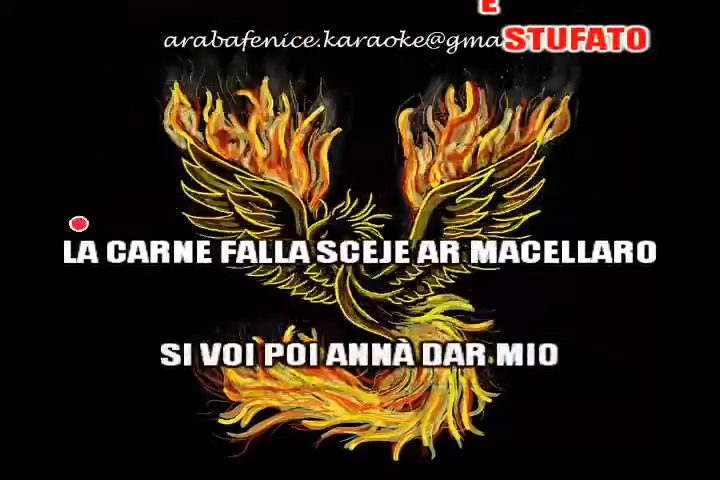 E
arabafenice.karaoke@gma
STUFATO
LA CARNE FALLA SCEJE AR MACELLARO
SI VOI POI ANNÀ DAR MIO